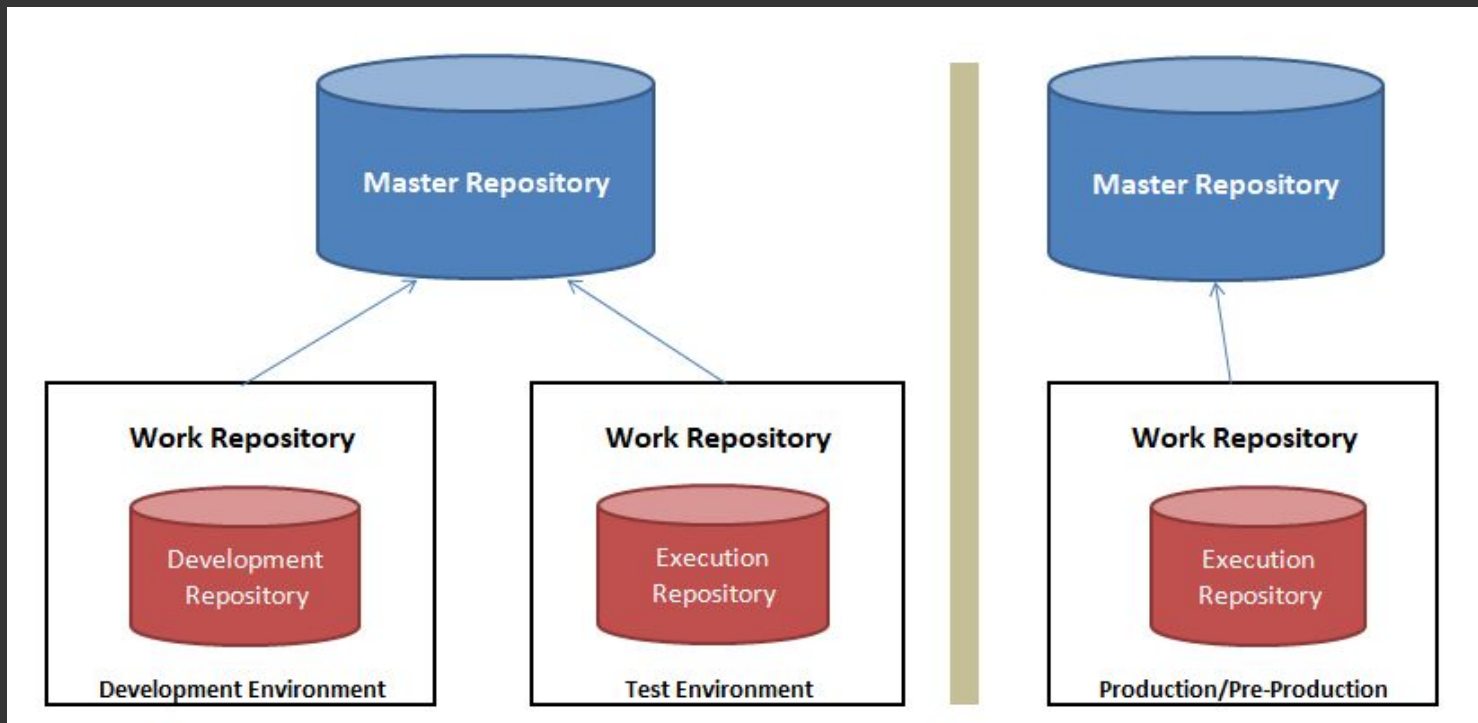 Master Repository
Master Repository
Work Repository
Development
Repository
Development Environment
Work Repository
Execution
Repository
Test Environment
Work Repository
Execution
Repository
Production/Pre-Production